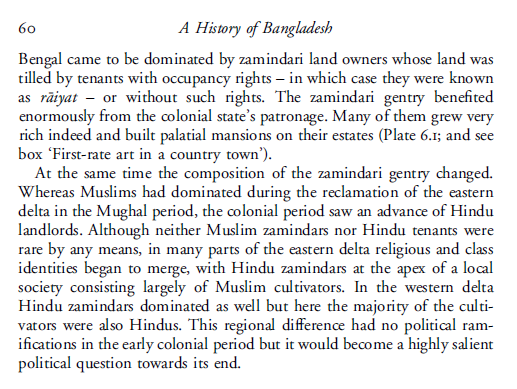 60 A History of Bangladesh
Bengal came to be dominated by zamindari land owners whose land was
tilled by tenants with occupancy rights – in which case they were known
as rāiyat – or without such rights. The zamindari gentry benefited
enormously from the colonial state's patronage. Many of them grew very
rich indeed and built palatial mansions on their estates (Plate 6.1; and see
box 'First-rate art in a country town').
At the same time the composition of the zamindari gentry changed.
Whereas Muslims had dominated during the reclamation of the eastern
delta in the Mughal period, the colonial period saw an advance of Hindu
landlords. Although neither Muslim zamindars nor Hindu tenants were
rare by any means, in many parts of the eastern delta religious and class
identities began to merge, with Hindu zamindars at the apex of a local
society consisting largely of Muslim cultivators. In the western delta
Hindu zamindars dominated as well but here the majority of the culti-
vators were also Hindus. This regional difference had no political ram-
ifications in the early colonial period but it would become a highly salient
political question towards its end.